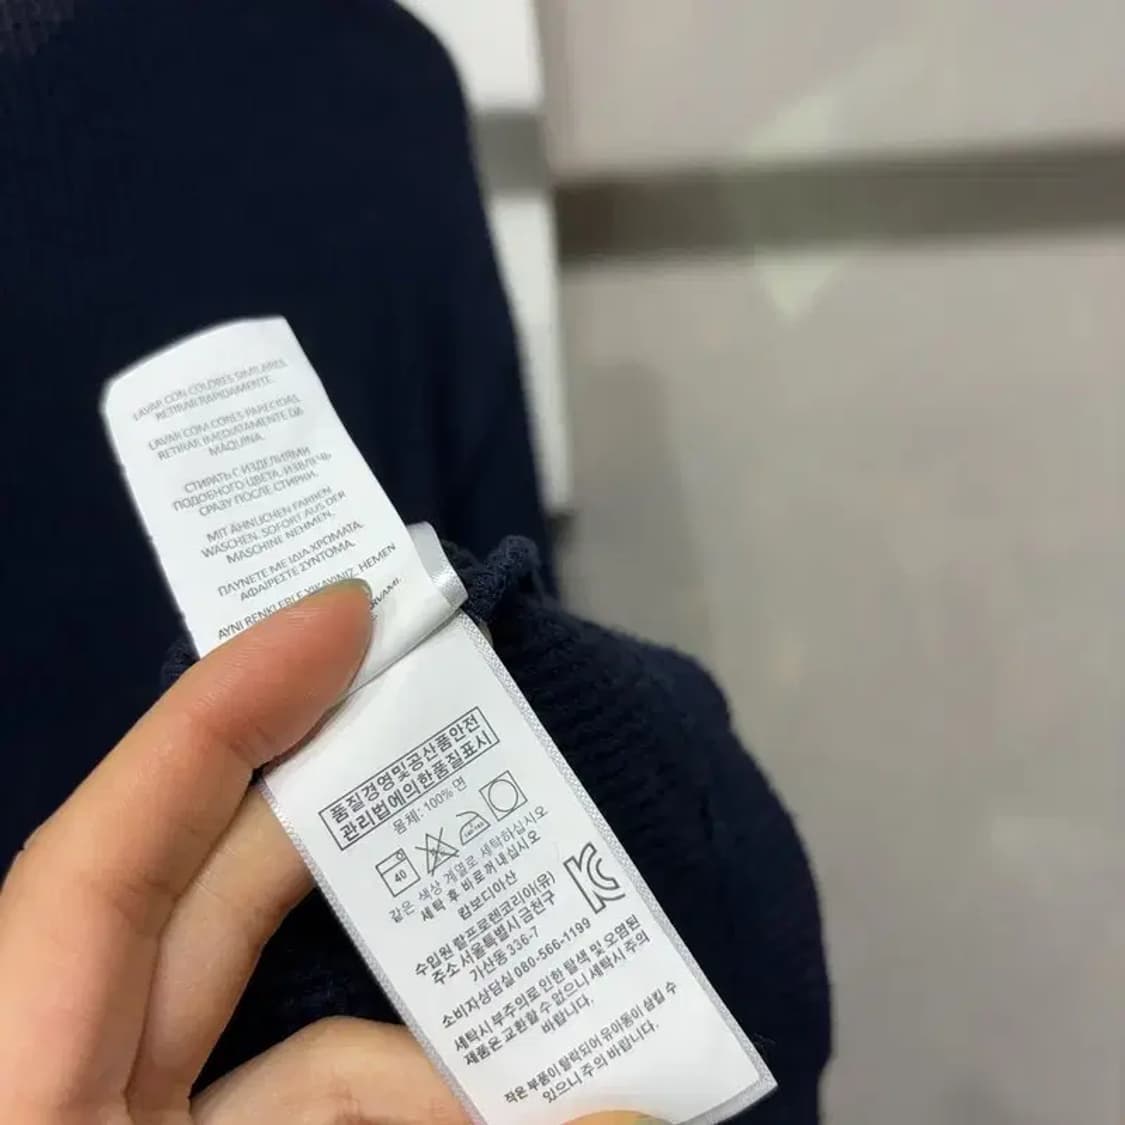 LAVAR CON COLORES SIMILARES.
RETIRAR RAPIDAMENTE.
LAVAR COM CORES PARECIDAS,
RETIRAR IMEDIATAMENTE DA
MÁQUINA.
СТИРАТЬ С ИЗДЕЛИЯМИ
ПОДОБНОГО ЦВЕТА. ИЗВЛЕЧЬ
СРАЗУ ПОСЛЕ СТИРКИ.
MIT ÄHNLICHEN FARBEN
WASCHEN. SOFORT AUS DER
MASCHINE NEHMEN.
ΠΛΥΝΕΤΕ ΜΕ ΙΔΙΑ ΧΡΩΜΑΤΑ.
ΑΦΑΙΡΕΣΤΕ ΣΥΝΤΟΜΑ.
AYNI RENKLERLE YIKAYINIZ. HEMEN
품질경영및공산품안전
관리법에의한품질표시
몸체: 100% 면
40
같은 색상 계열로 세탁하십시오
세탁 후 바로꺼내십시오
캄보디아산
수입원 랄프로렌코리아(유)
주소 서울특별시 금천구
가산동 336-7
소비자상담실 080-566-1199
세탁시 부주의로 인한 탈색 및 오염된
제품은 교환할 수 없으니 세탁시 주의
바랍니다.
작은 부품이 탈락되어 유아동이 삼킬 수
있으니 주의 바랍니다.